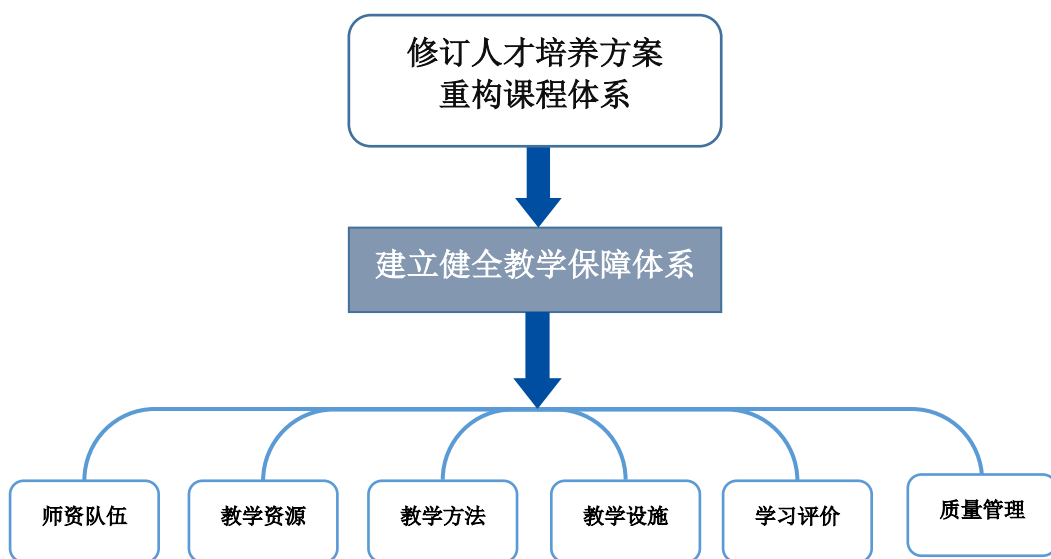 修订人才培养方案
重构课程体系
建立健全教学保障体系
师资队伍
教学资源
教学方法
教学设施
学习评价
质量管理